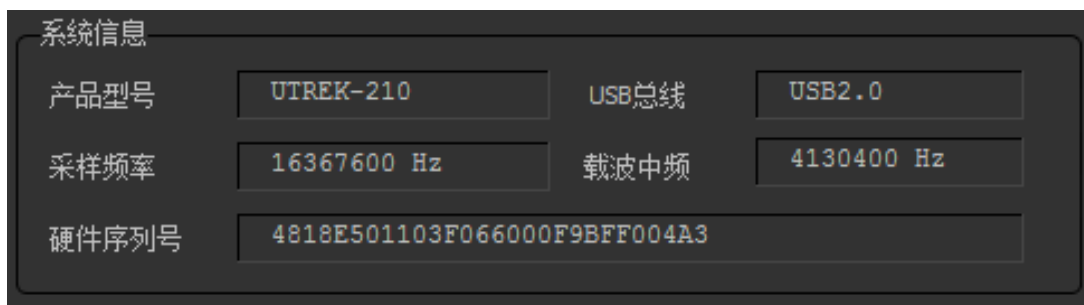 系统信息
产品型号 UTREK-210 USB总线 USB2.0
采样频率 16367600 Hz 载波中频 4130400 Hz
硬件序列号 4818E501103F066000F9BFF004A3